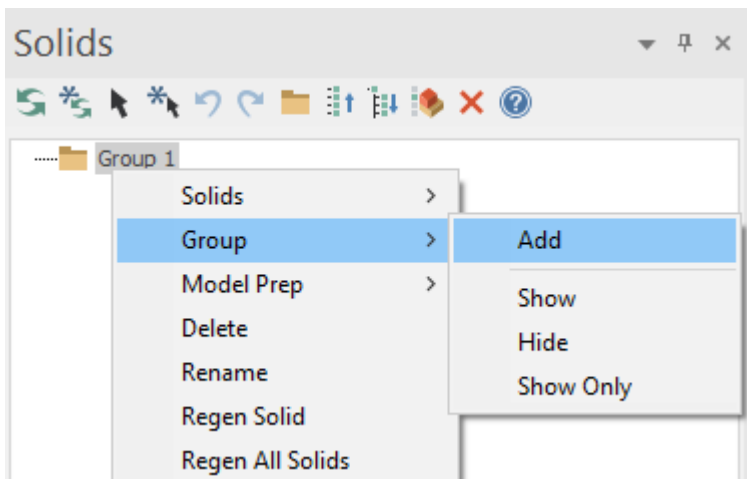 Solids
Group 1
Solids
Group
Add
Model Prep
Show
Delete
Hide
Rename
Show Only
Regen Solid
Regen All Solids